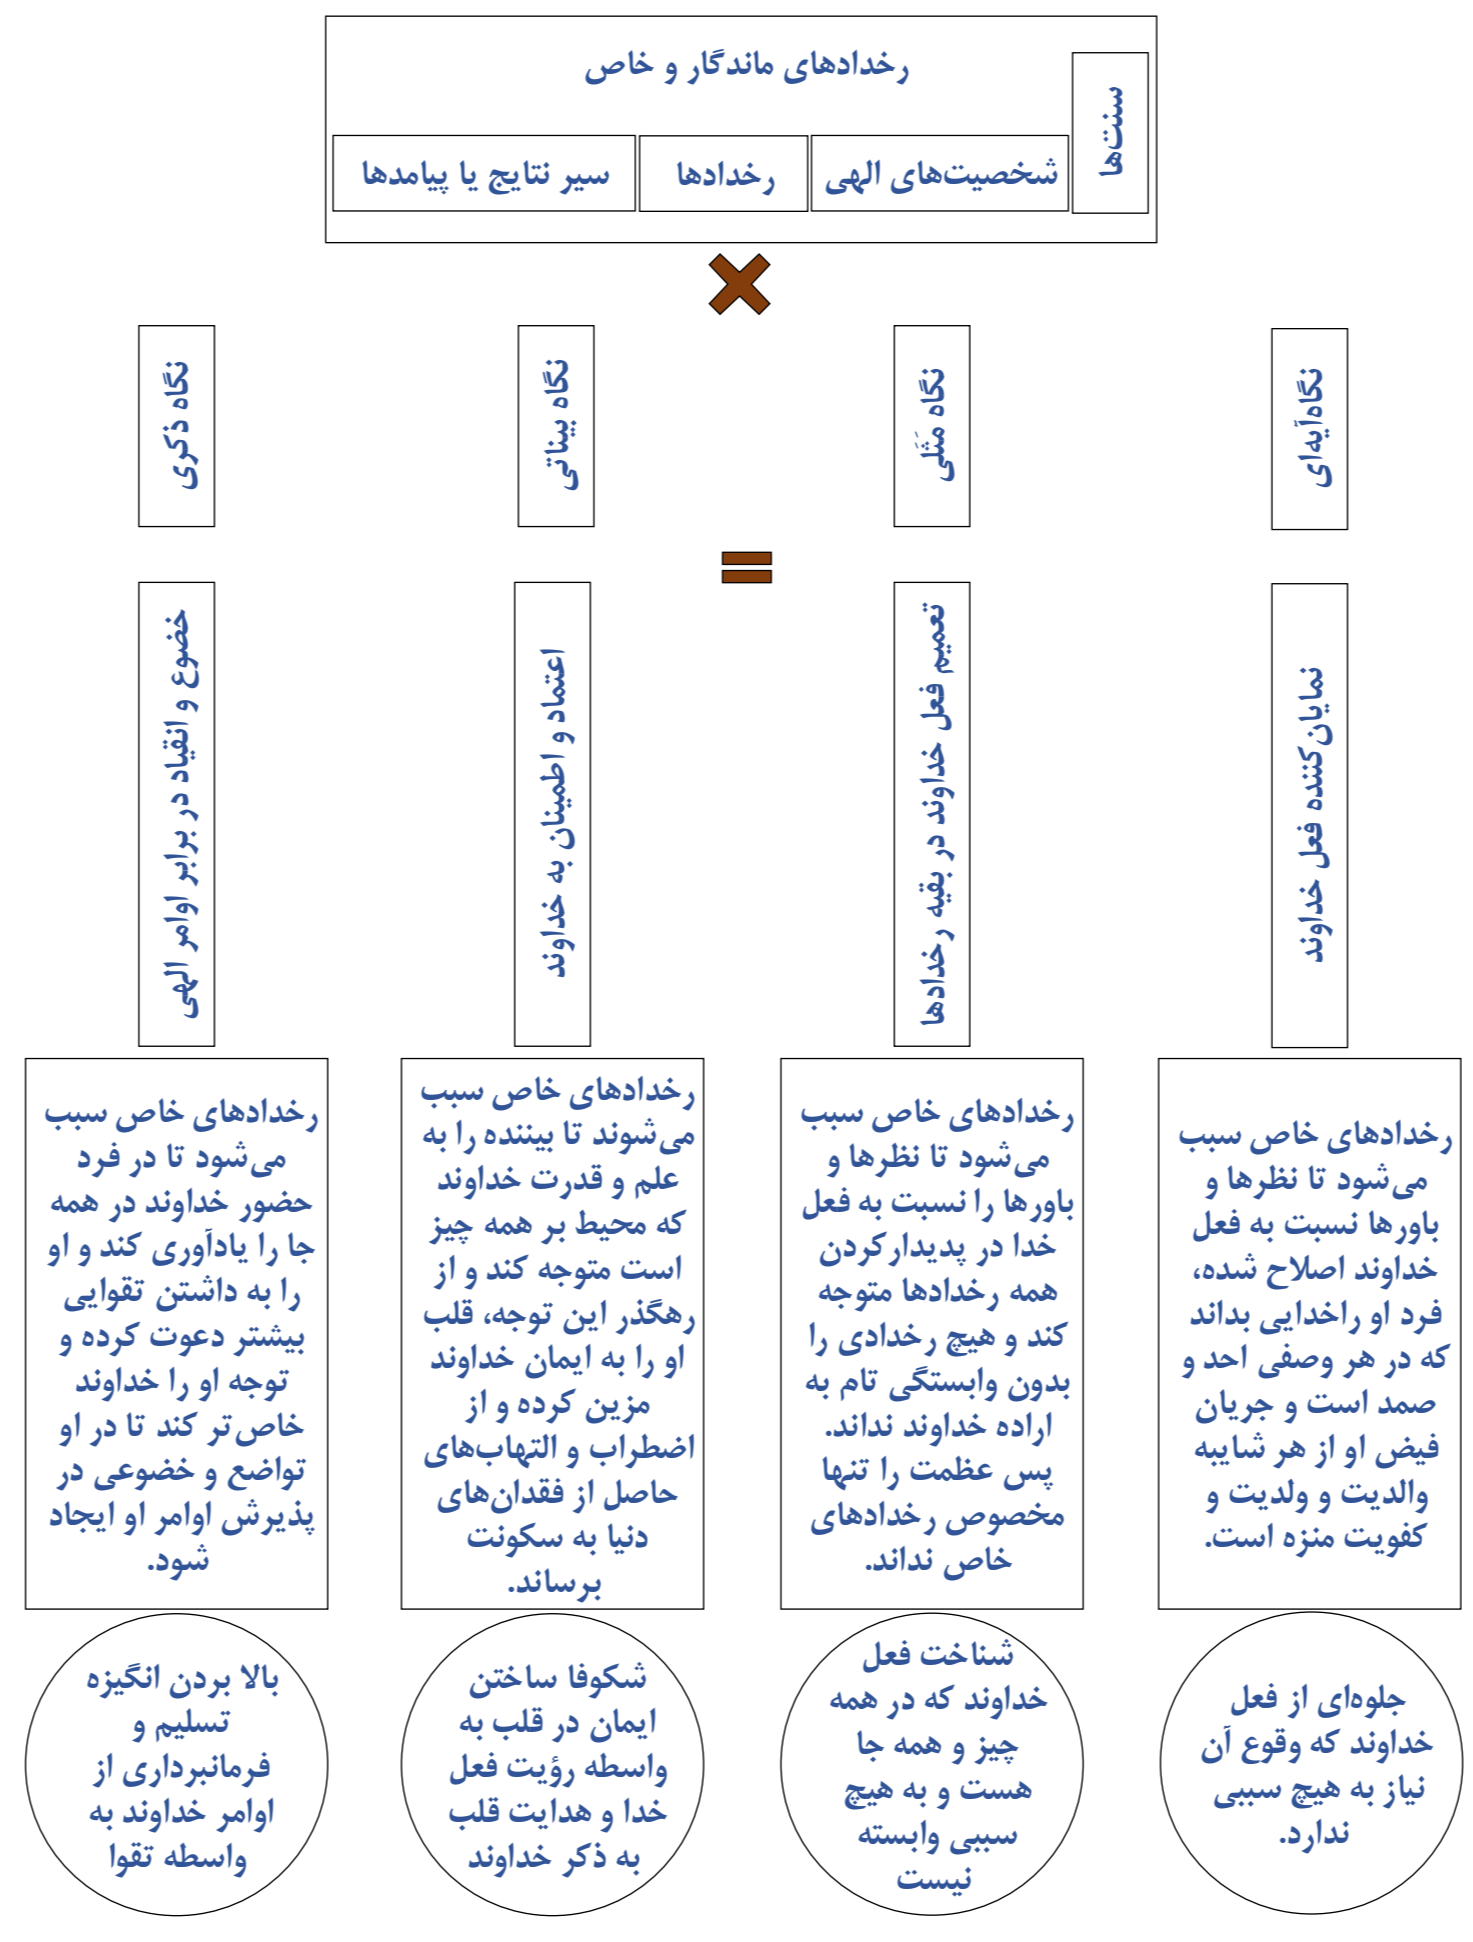 رخدادهای ماندگار و خاص
سنت‌ها
شخصیت‌های الهی
رخدادها
سیر نتایج یا پیامدها
نگاه‌آیه‌ای
نگاه مَثَلی
نگاه بیناتی
نگاه ذکری
نمایان‌کننده فعل خداوند
تعمیم فعل خداوند در بقیه رخدادها
اعتماد و اطمینان به خداوند
خضوع و انقیاد در برابر اوامر الهی
رخدادهای خاص سبب
می‌شود تا نظرها و
باورها نسبت به فعل
خداوند اصلاح شده،
فرد او راخدایی بداند
که در هر وصفی احد و
صمد است و جریان
فیض او از هر شایبه
والدیت و ولدیت و
کفویت منزه است.
رخدادهای خاص سبب
می‌شود تا نظرها و
باورها را نسبت به فعل
خدا در پدیدارکردن
همه رخدادها متوجه
کند و هیچ رخدادی را
بدون وابستگی تام به
اراده خداوند نداند.
پس عظمت را تنها
مخصوص رخدادهای
خاص نداند.
رخدادهای خاص سبب
می‌شوند تا بیننده را به
علم و قدرت خداوند
که محیط بر همه چیز
است متوجه کند و از
رهگذر این توجه، قلب
او را به ایمان خداوند
مزین کرده و از
اضطراب و التهاب‌های
حاصل از فقدان‌های
دنیا به سکونت
برساند.
رخدادهای خاص سبب
می‌شود تا در فرد
حضور خداوند در همه
جا را یادآوری کند و او
را به داشتن تقوایی
بیشتر دعوت کرده و
توجه او را خداوند
خاص‌تر کند تا در او
تواضع و خضوعی در
پذیرش اوامر او ایجاد
شود.
جلوه‌ای از فعل
خداوند که وقوع آن
نیاز به هیچ سببی
ندارد.
شناخت فعل
خداوند که در همه
چیز و همه جا
هست و به هیچ
سببی وابسته
نیست
شکوفا ساختن
ایمان در قلب به
واسطه رؤیت فعل
خدا و هدایت قلب
به ذکر خداوند
بالا بردن انگیزه
تسلیم و
فرمانبرداری از
اوامر خداوند به
واسطه تقوا